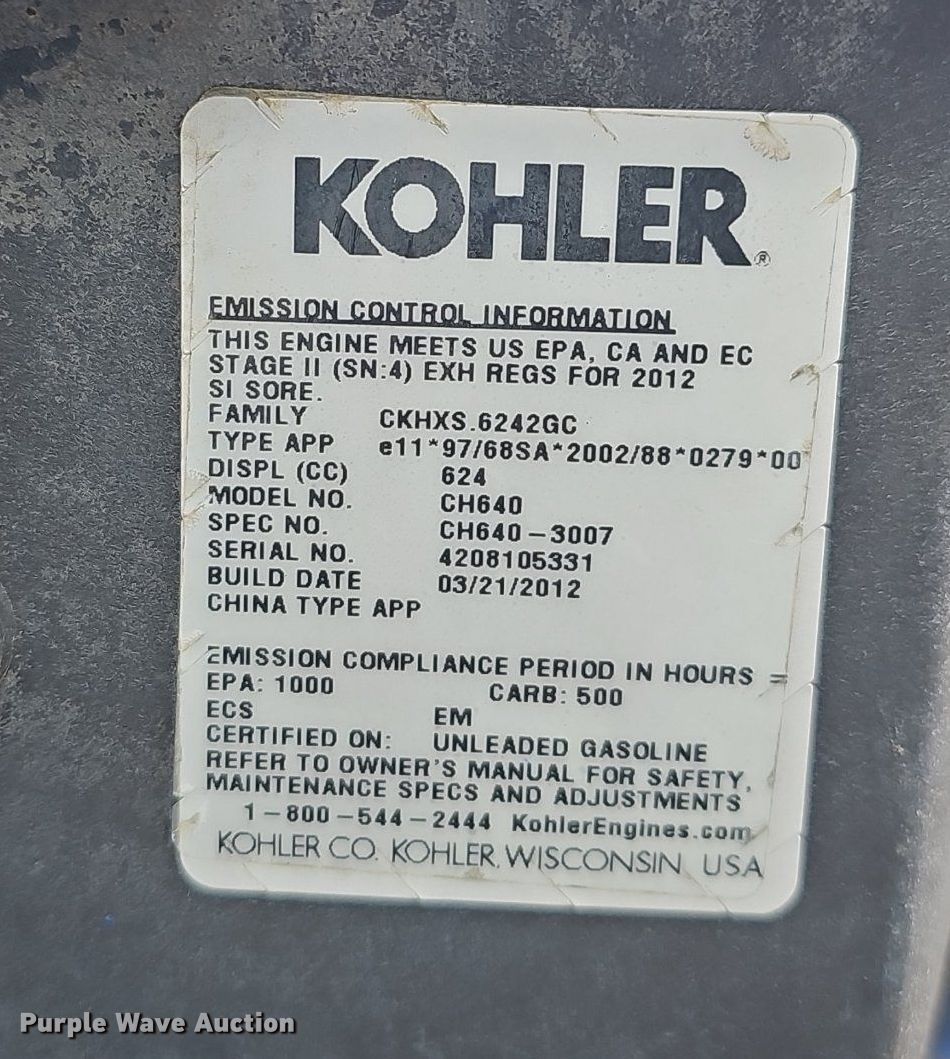 KOHLER®
EMISSION CONTROL INFORMATION
THIS ENGINE MEETS US EPA, CA AND EC
STAGE II (SN:4) EXH REGS FOR 2012
SI SORE.
FAMILY CKHXS.6242GC
TYPE APP e11*97/68SA*2002/88*0279*00
DISPL (CC) 624
MODEL NO. CH640
SPEC NO. CH640-3007
SERIAL NO. 4208105331
BUILD DATE 03/21/2012
CHINA TYPE APP
EMISSION COMPLIANCE PERIOD IN HOURS =
EPA: 1000 CARB: 500
ECS EM
CERTIFIED ON: UNLEADED GASOLINE
REFER TO OWNER'S MANUAL FOR SAFETY,
MAINTENANCE SPECS AND ADJUSTMENTS
1-800-544-2444 KohlerEngines.com
KOHLER CO. KOHLER, WISCONSIN USA
Purple Wave Auction